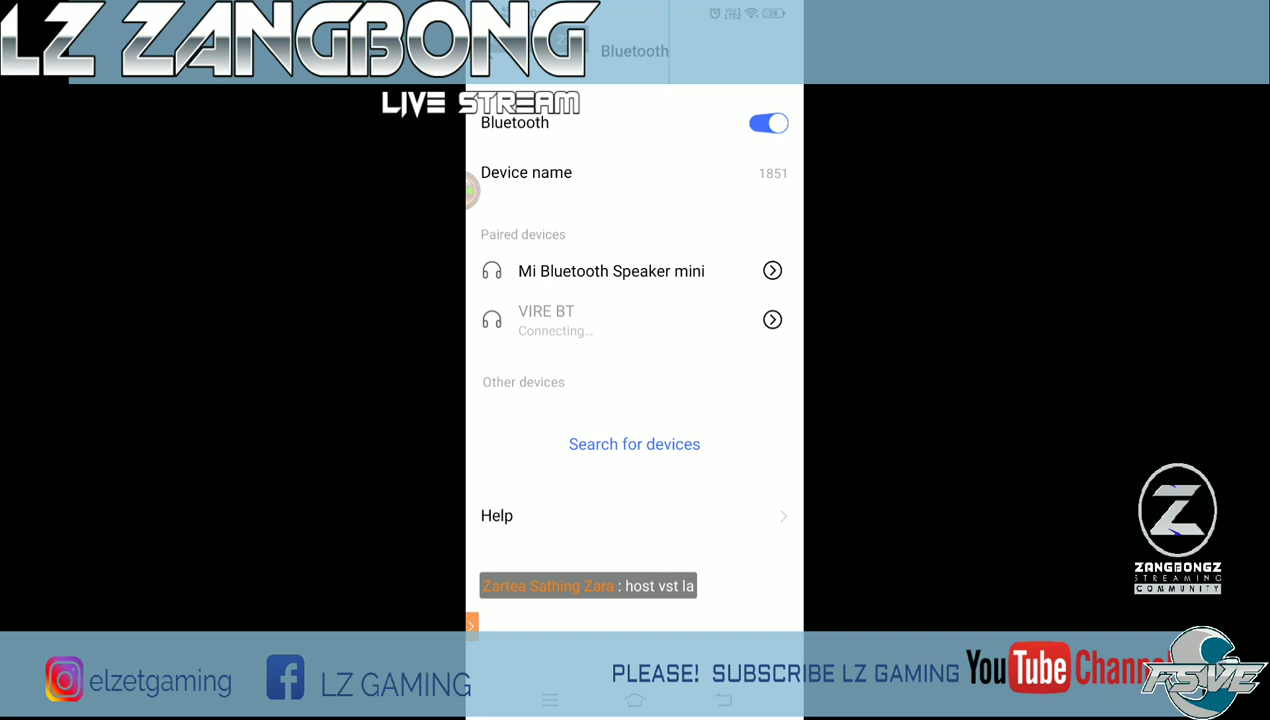 LZ ZANGBONG
LIVE STREAM
Bluetooth
Bluetooth
Device name
1851
Paired devices
Mi Bluetooth Speaker mini
VIRE BT
Connecting...
Other devices
Search for devices
Help
Zartea Sathing Zara : host vst la
ZANGBONGZ
STREAMING
COMMUNITY
elzetgaming
LZ GAMING
PLEASE! SUBSCRIBE LZ GAMING YouTube Channel
FSVE